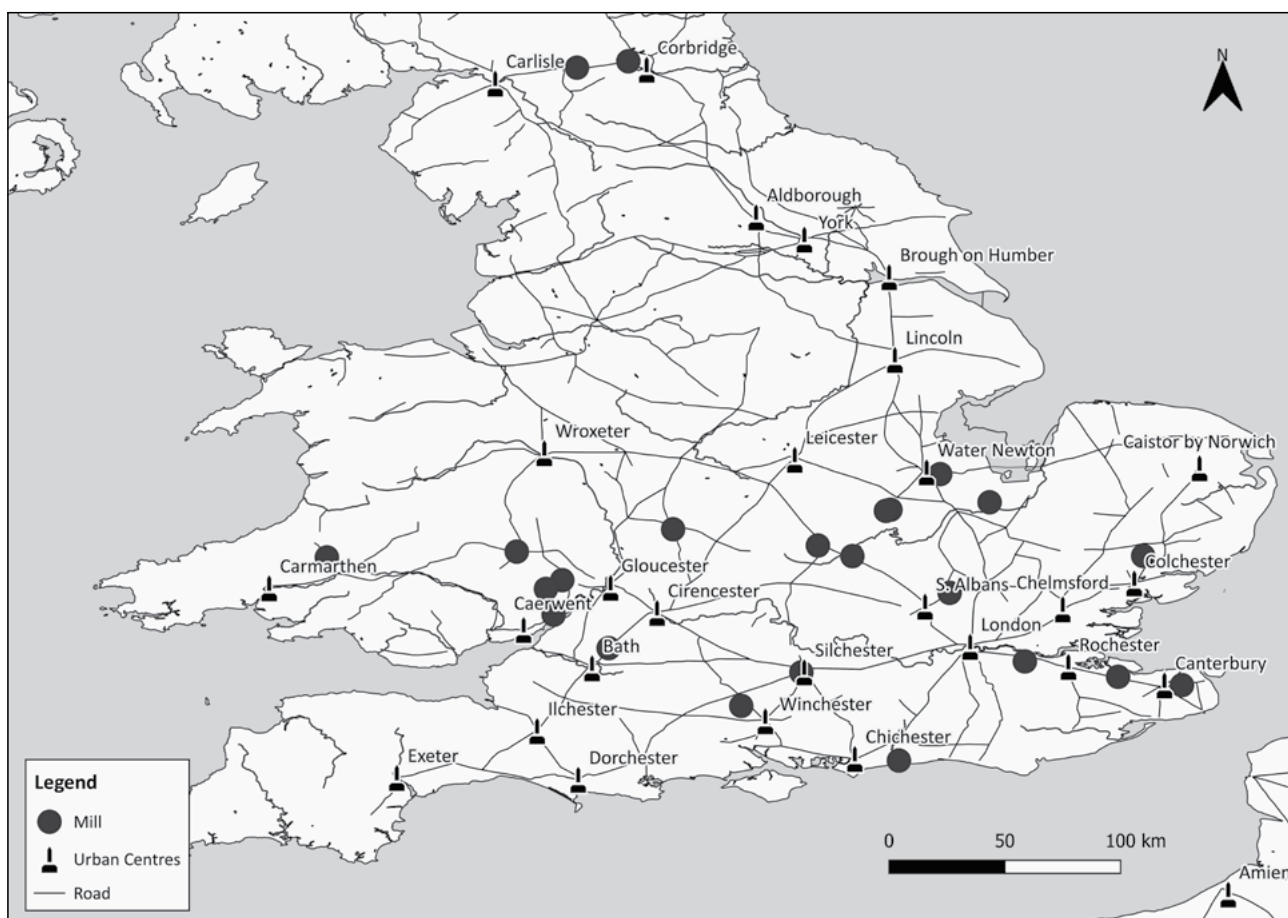 Carlisle
Corbridge
N
Aldborough
York
Brough on Humber
Lincoln
Wroxeter
Leicester
Water Newton
Caistor by Norwich
Carmarthen
Gloucester
Cirencester
Caerwent
S. Albans
Chelmsford
Colchester
Bath
Silchester
London
Rochester
Canterbury
Ilchester
Winchester
Chichester
Exeter
Dorchester
Legend
Mill
Urban Centres
Road
0 50 100 km
Amien